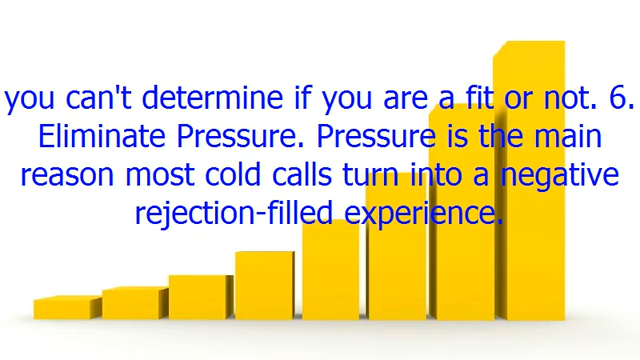 you can't determine if you are a fit or not. 6.
Eliminate Pressure. Pressure is the main
reason most cold calls turn into a negative
rejection-filled experience.